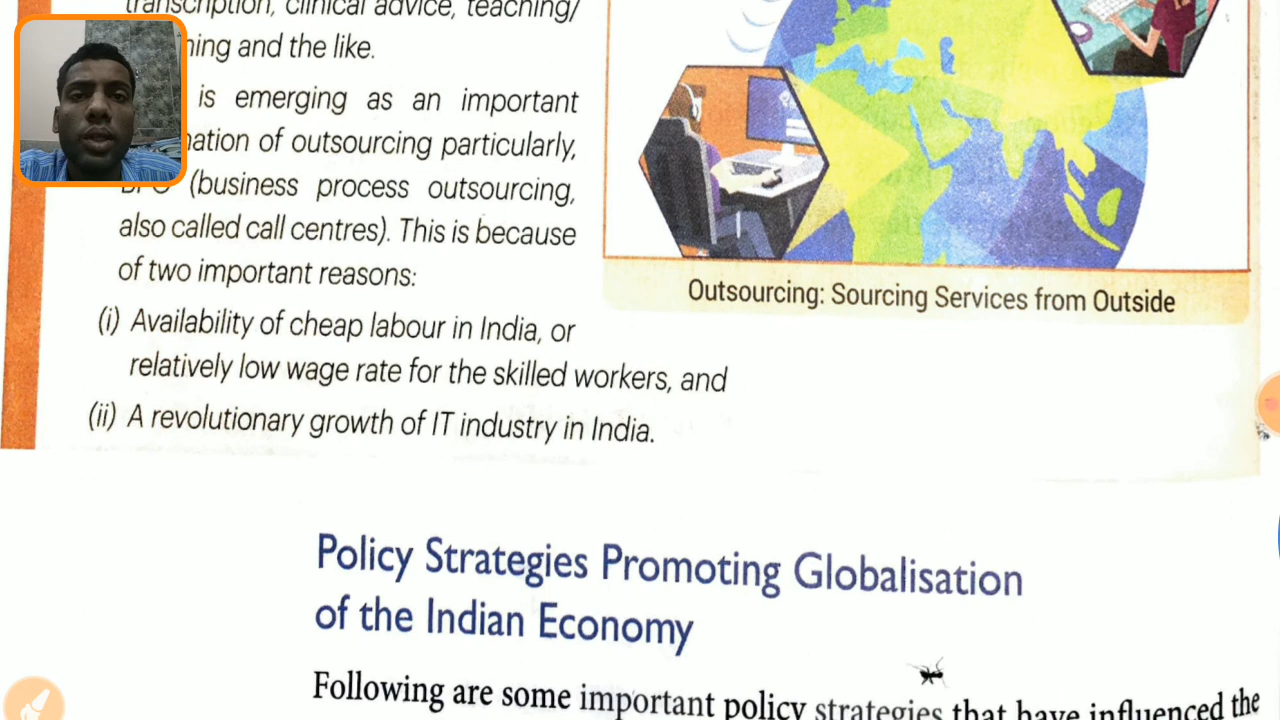 transcription, clinical advice, teaching/
ning and the like.
is emerging as an important
nation of outsourcing particularly,
BPO (business process outsourcing,
also called call centres). This is because
of two important reasons:
(i) Availability of cheap labour in India, or
relatively low wage rate for the skilled workers, and
(ii) A revolutionary growth of IT industry in India.
Outsourcing: Sourcing Services from Outside
Policy Strategies Promoting Globalisation
of the Indian Economy
Following are some important policy strategies that have influenced the